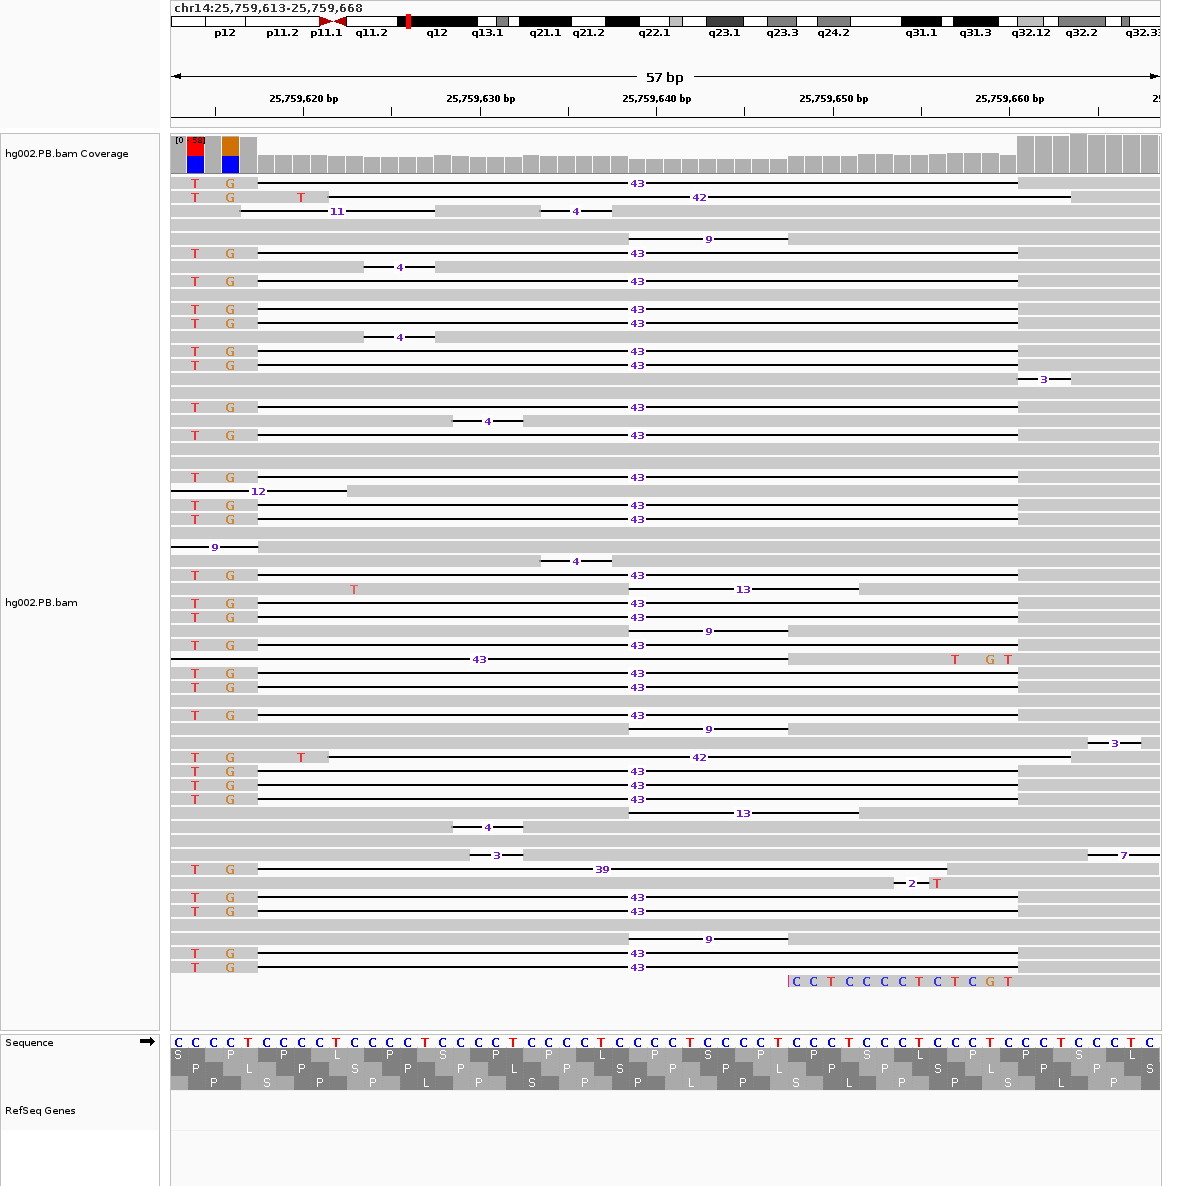 chr14:25,759,613-25,759,668
p12 p11.2 p11.1 q11.2 q12 q13.1 q21.1 q21.2 q22.1 q23.1 q23.3 q24.2 q31.1 q31.3 q32.12 q32.2 q32.33
57 bp
25,759,620 bp 25,759,630 bp 25,759,640 bp 25,759,650 bp 25,759,660 bp
hg002.PB.bam Coverage
T G 43
T G T 42
11 4
9
T G 43
4
T G 43
T G 43
T G 43
4
T G 43
T G 43
3
T G 43
4
T G 43
T G 43
12
T G 43
T G 43
9
4
T G 43
T 13
hg002.PB.bam
T G 43
T G 43
9
T G 43
43 T G T
T G 43
T G 43
T G 43
9
3
T G T 42
T G 43
T G 43
T G 43
13
4
3 7
T G 39
2 T
T G 43
T G 43
9
T G 43
T G 43
C C T C C C C T C T C G T
Sequence
C C C C T C C C C T C C C C T C C C C T C C C C T C C C C T C C C C T C C C T C C C T C C C T C C C T C C C T C
S P P L P S P P L P S P P S L P P S L
P L P S P P L P S P P L P P S L P P S
P S P P L P S P P L P S L P P S L P
RefSeq Genes